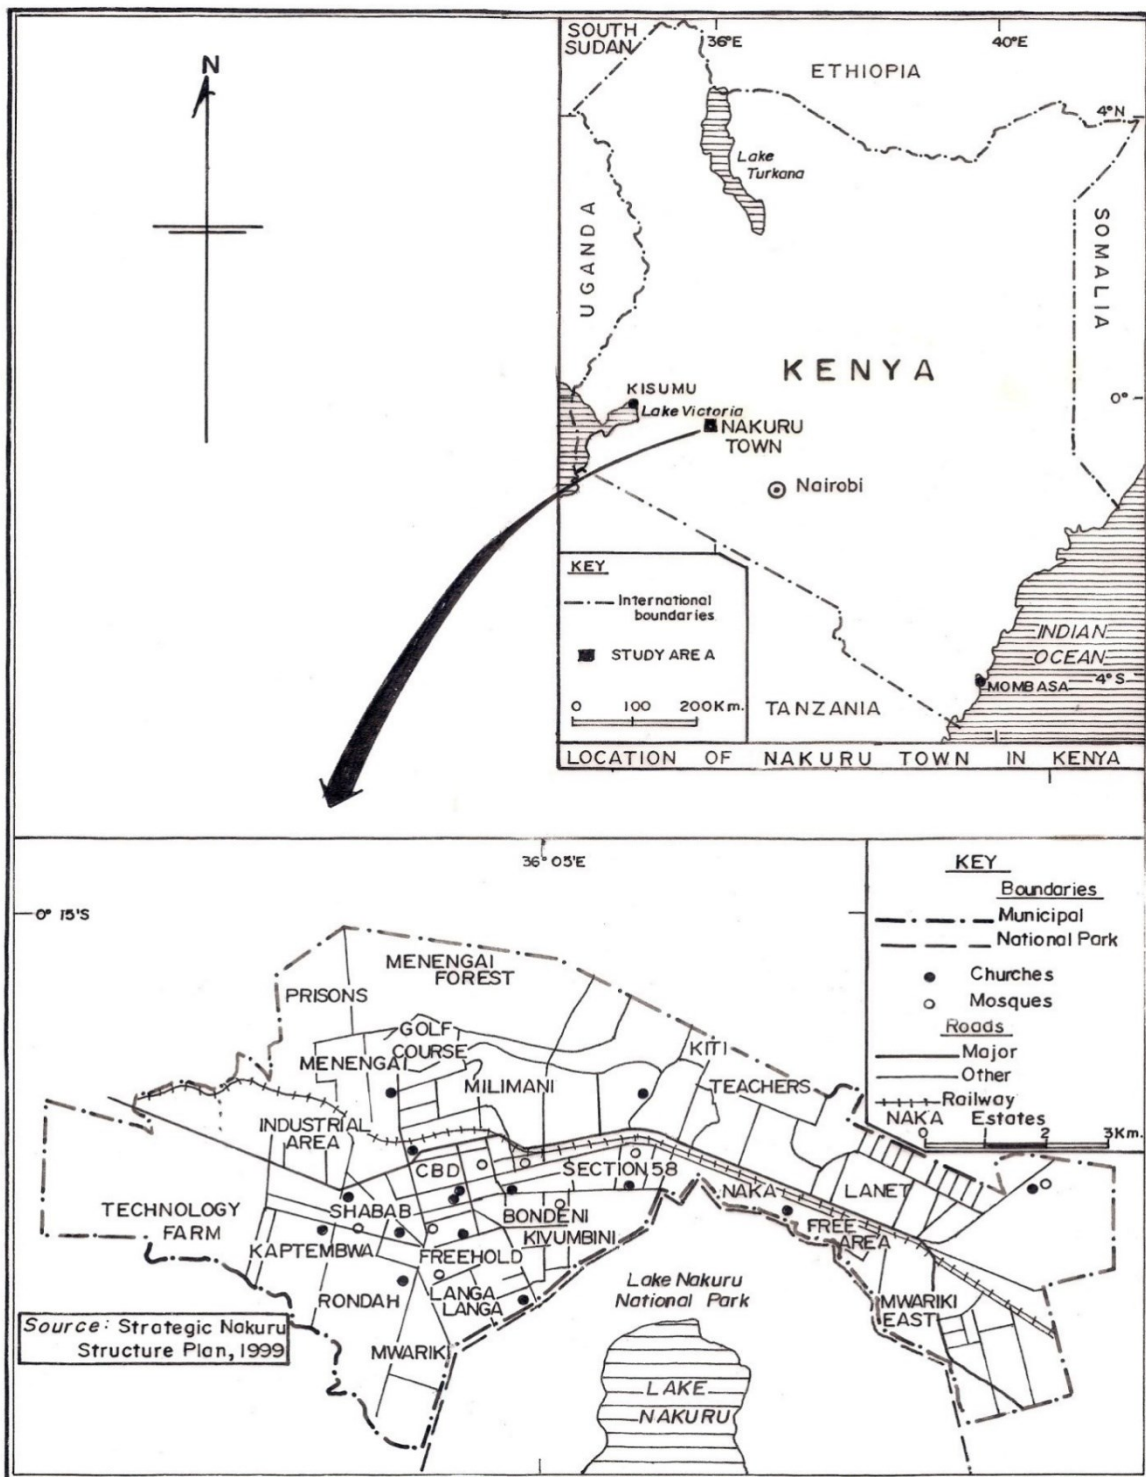 N
SOUTH
SUDAN
36°E
40°E
ETHIOPIA
4°N
Lake
Turkana
UGANDA
SOMALIA
KENYA
KISUMU
Lake Victoria
0°
NAKURU
TOWN
Nairobi
KEY
International
boundaries
STUDY AREA
0 100 200Km.
INDIAN
OCEAN
4°S
MOMBASA
TANZANIA
LOCATION OF NAKURU TOWN IN KENYA
36° 05'E
0° 15'S
KEY
Boundaries
Municipal
National Park
Churches
Mosques
Roads
Major
Other
Railway
NAKA Estates
0 1 2 3Km.
MENENGAI
FOREST
PRISONS
GOLF
COURSE
MENENGAI
MILIMANI
KITI
TEACHERS
INDUSTRIAL
AREA
CBD
SECTION 58
NAKA
LANET
TECHNOLOGY
FARM
SHABAB
BONDENI
FREE
AREA
KAPTEMBWA
FREEHOLD
KIVUMBINI
RONDAH
LANGA
LANGA
Lake Nakuru
National Park
MWARIKI
EAST
MWARIKI
Source: Strategic Nakuru
Structure Plan, 1999
LAKE
NAKURU